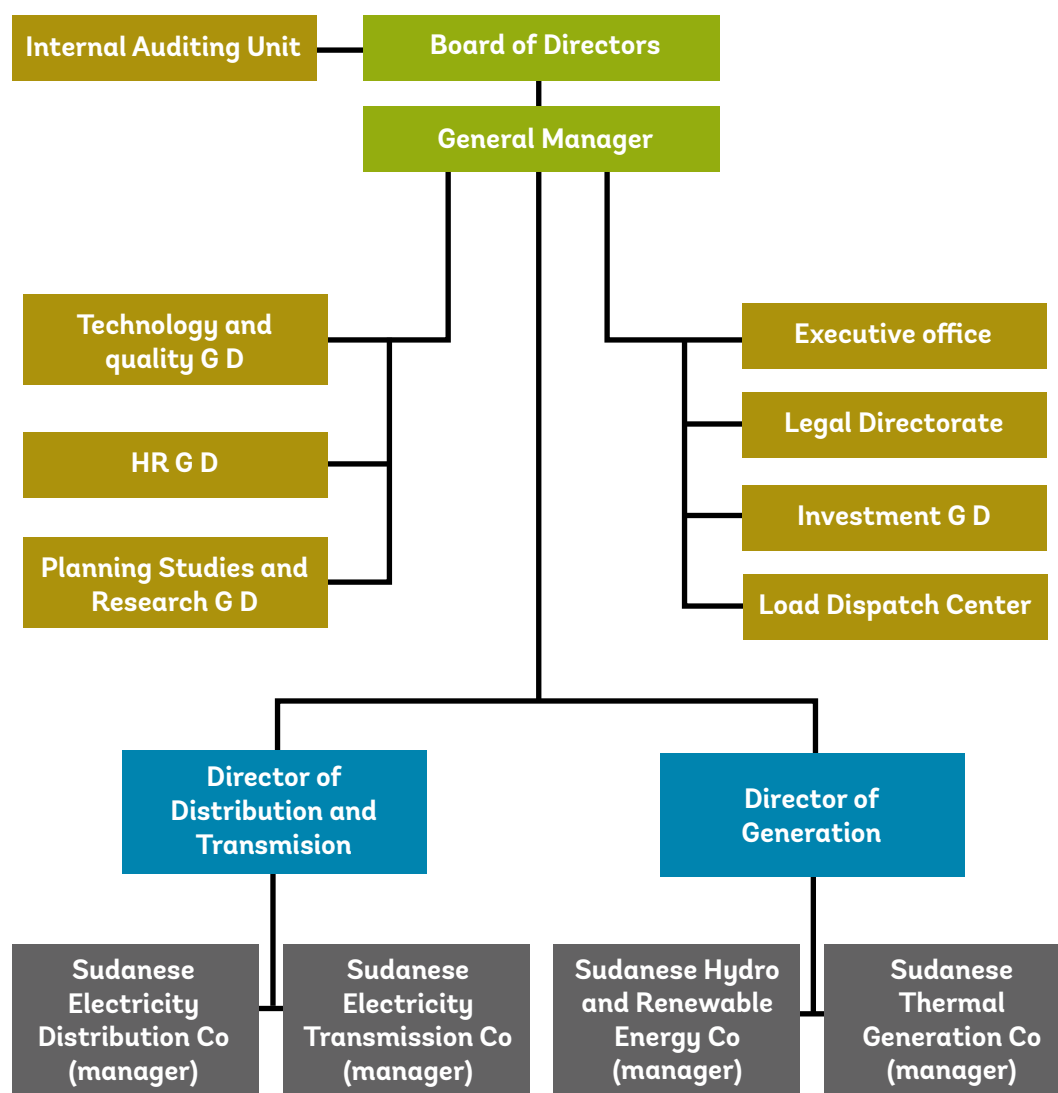 Internal Auditing Unit
Board of Directors
General Manager
Technology and
quality G D
HR G D
Planning Studies and
Research G D
Executive office
Legal Directorate
Investment G D
Load Dispatch Center
Director of
Distribution and
Transmision
Director of
Generation
Sudanese
Electricity
Distribution Co
(manager)
Sudanese
Electricity
Transmission Co
(manager)
Sudanese Hydro
and Renewable
Energy Co
(manager)
Sudanese
Thermal
Generation Co
(manager)